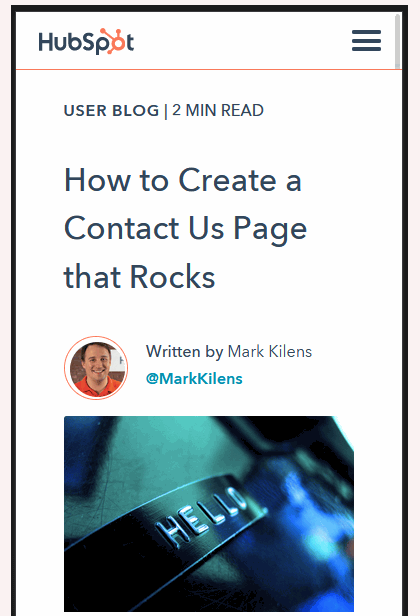 HubSpot
USER BLOG | 2 MIN READ
How to Create a
Contact Us Page
that Rocks
Written by Mark Kilens
@MarkKilens
HELLO